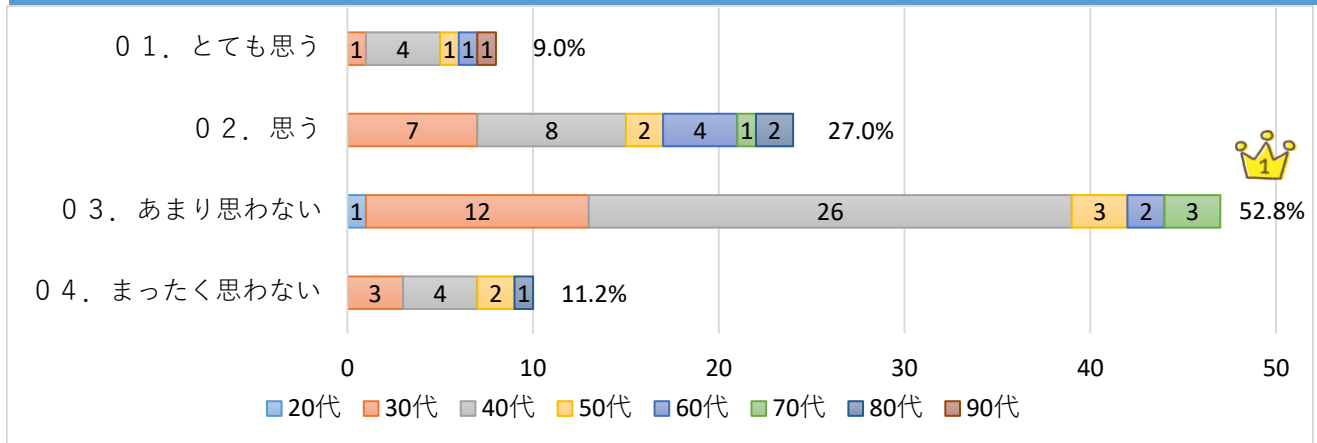 01．とても思う 1 4 1 1 1 9.0%
02．思う 7 8 2 4 1 2 27.0%
1
03．あまり思わない 1 12 26 3 2 3 52.8%
04．まったく思わない 3 4 2 1 11.2%
0 10 20 30 40 50
20代 30代 40代 50代 60代 70代 80代 90代